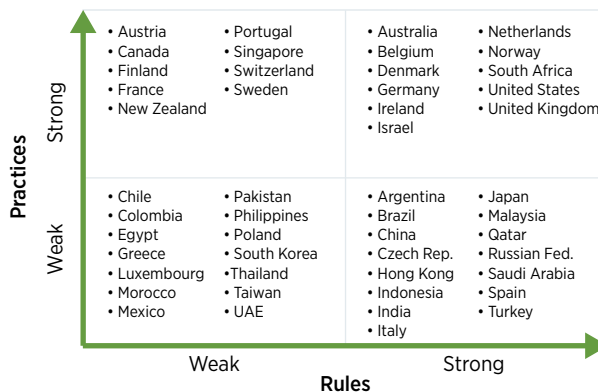 • Austria
• Canada
• Finland
• France
• New Zealand
• Portugal
• Singapore
• Switzerland
• Sweden
• Australia
• Belgium
• Denmark
• Germany
• Ireland
• Israel
• Netherlands
• Norway
• South Africa
• United States
• United Kingdom
Practices
Strong
Weak
• Chile
• Colombia
• Egypt
• Greece
• Luxembourg
• Morocco
• Mexico
• Pakistan
• Philippines
• Poland
• South Korea
•Thailand
• Taiwan
• UAE
• Argentina
• Brazil
• China
• Czech Rep.
• Hong Kong
• Indonesia
• India
• Italy
• Japan
• Malaysia
• Qatar
• Russian Fed.
• Saudi Arabia
• Spain
• Turkey
Weak
Strong
Rules